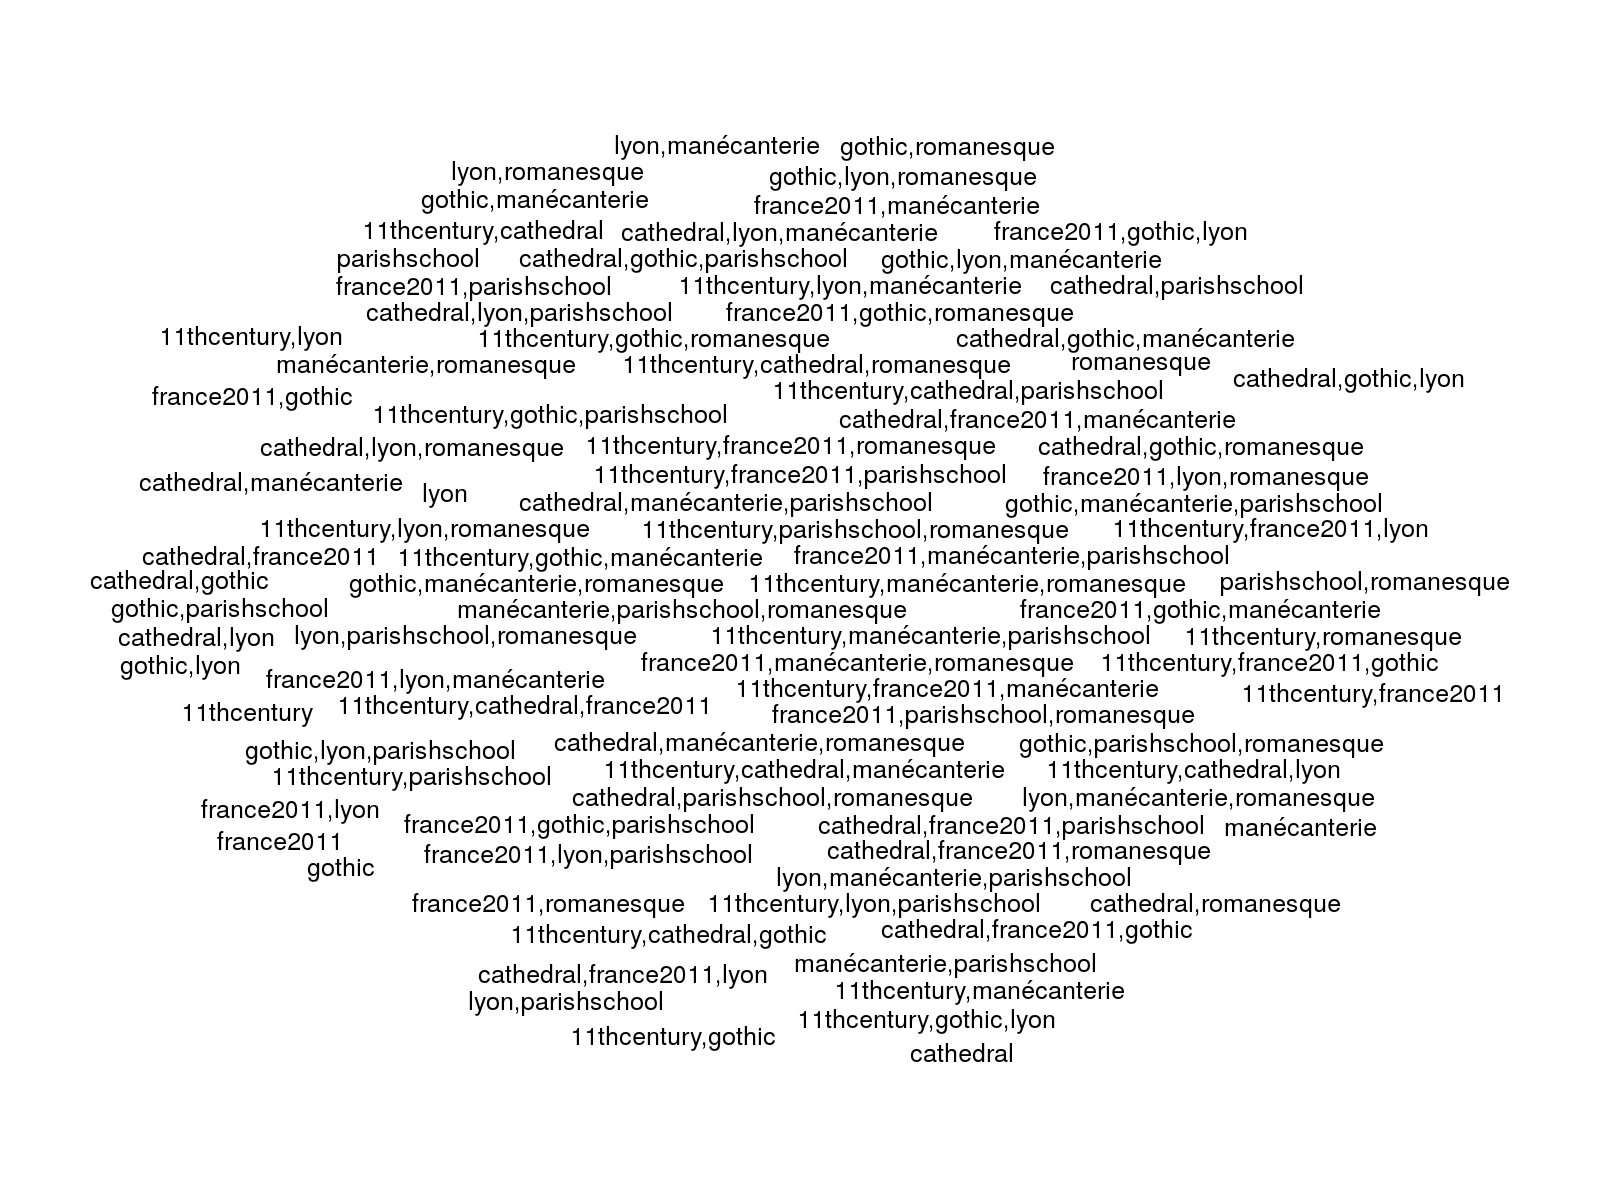 lyon,manécanterie gothic,romanesque
lyon,romanesque gothic,lyon,romanesque
gothic,manécanterie france2011,manécanterie
11thcentury,cathedral cathedral,lyon,manécanterie france2011,gothic,lyon
parishschool cathedral,gothic,parishschool gothic,lyon,manécanterie
france2011,parishschool 11thcentury,lyon,manécanterie cathedral,parishschool
cathedral,lyon,parishschool france2011,gothic,romanesque
11thcentury,lyon 11thcentury,gothic,romanesque cathedral,gothic,manécanterie
manécanterie,romanesque 11thcentury,cathedral,romanesque romanesque
cathedral,gothic,lyon
france2011,gothic 11thcentury,cathedral,parishschool
11thcentury,gothic,parishschool cathedral,france2011,manécanterie
cathedral,lyon,romanesque 11thcentury,france2011,romanesque cathedral,gothic,romanesque
cathedral,manécanterie 11thcentury,france2011,parishschool france2011,lyon,romanesque
lyon cathedral,manécanterie,parishschool gothic,manécanterie,parishschool
11thcentury,lyon,romanesque 11thcentury,parishschool,romanesque 11thcentury,france2011,lyon
cathedral,france2011 11thcentury,gothic,manécanterie france2011,manécanterie,parishschool
cathedral,gothic gothic,manécanterie,romanesque 11thcentury,manécanterie,romanesque parishschool,romanesque
gothic,parishschool manécanterie,parishschool,romanesque france2011,gothic,manécanterie
cathedral,lyon lyon,parishschool,romanesque 11thcentury,manécanterie,parishschool 11thcentury,romanesque
gothic,lyon france2011,manécanterie,romanesque 11thcentury,france2011,gothic
france2011,lyon,manécanterie 11thcentury,france2011,manécanterie 11thcentury,france2011
11thcentury 11thcentury,cathedral,france2011 france2011,parishschool,romanesque
gothic,lyon,parishschool cathedral,manécanterie,romanesque gothic,parishschool,romanesque
11thcentury,parishschool 11thcentury,cathedral,manécanterie 11thcentury,cathedral,lyon
france2011,lyon cathedral,parishschool,romanesque lyon,manécanterie,romanesque
france2011,gothic,parishschool cathedral,france2011,parishschool manécanterie
france2011 france2011,lyon,parishschool cathedral,france2011,romanesque
gothic lyon,manécanterie,parishschool
france2011,romanesque 11thcentury,lyon,parishschool cathedral,romanesque
11thcentury,cathedral,gothic cathedral,france2011,gothic
cathedral,france2011,lyon manécanterie,parishschool
lyon,parishschool 11thcentury,manécanterie
11thcentury,gothic 11thcentury,gothic,lyon
cathedral